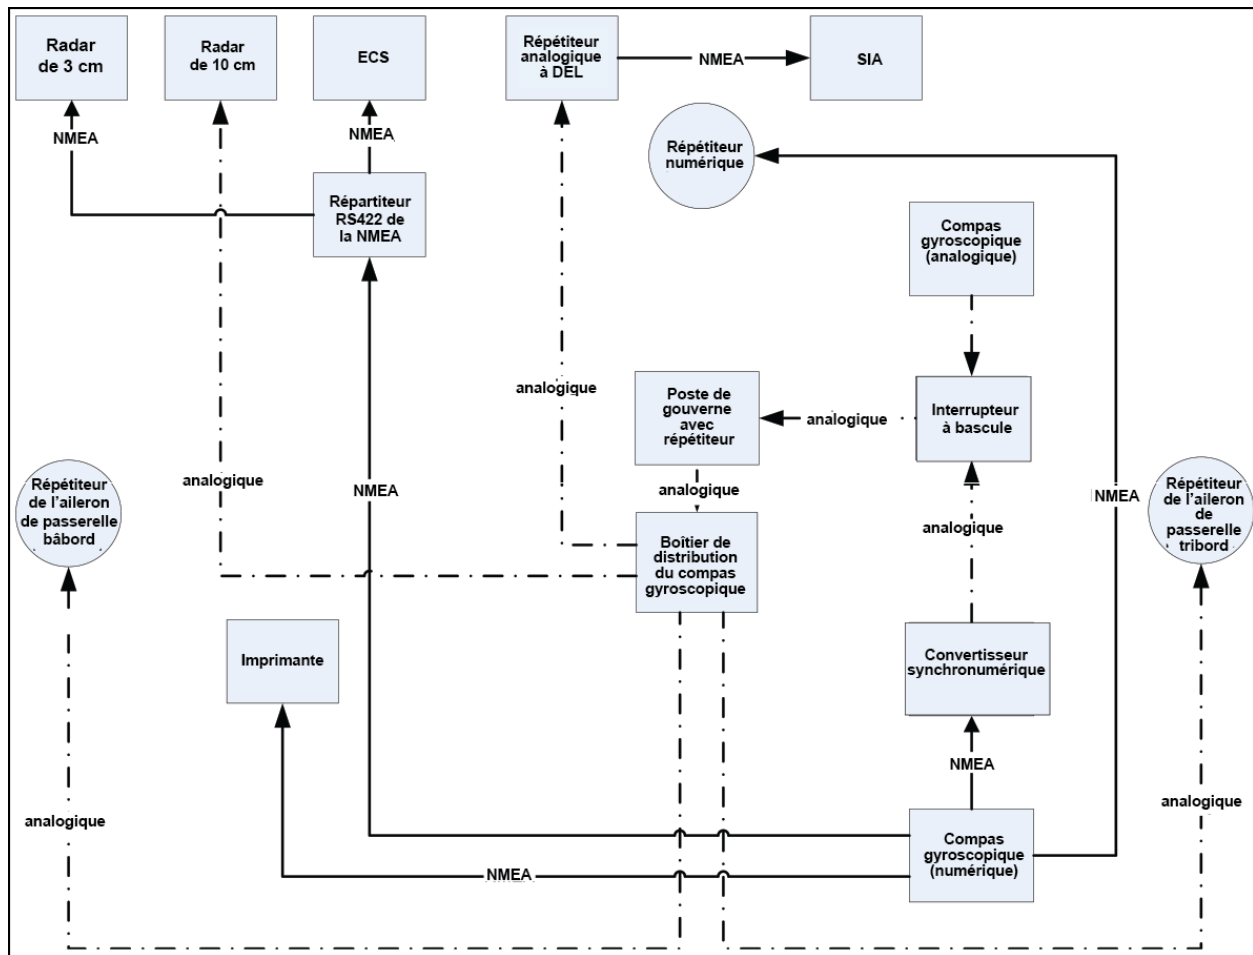 Radar
de 3 cm
Radar
de 10 cm
ECS
Répétiteur
analogique
à DEL
NMEA
SIA
NMEA
NMEA
Répétiteur
numérique
Répartiteur
RS422 de
la NMEA
Compas
gyroscopique
(analogique)
analogique
Poste de
gouverne
avec
répétiteur
analogique
Interrupteur
à bascule
analogique
Répétiteur
de l'aileron
de passerelle
bâbord
NMEA
analogique
NMEA
Répétiteur
de l'aileron
de
passerelle
tribord
Boîtier de
distribution
du compas
gyroscopique
analogique
Imprimante
Convertisseur
synchronumérique
NMEA
analogique
analogique
Compas
gyroscopique
(numérique)
NMEA